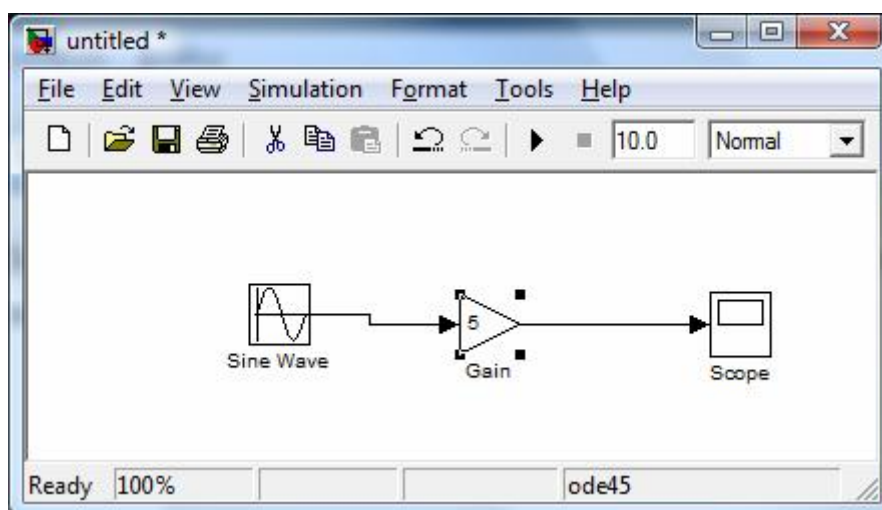 untitled *
File Edit View Simulation Format Tools Help
10.0 Normal
5
Sine Wave
Gain
Scope
Ready 100% ode45